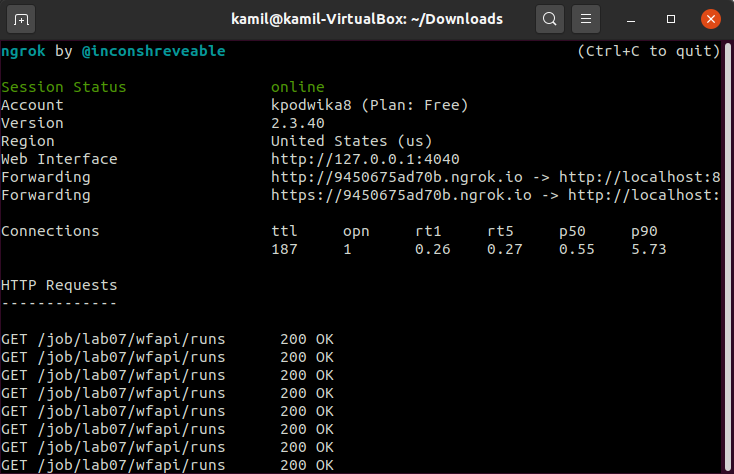 kamil@kamil-VirtualBox: ~/Downloads
ngrok by @inconshreveable (Ctrl+C to quit)
Session Status online
Account kpodwika8 (Plan: Free)
Version 2.3.40
Region United States (us)
Web Interface http://127.0.0.1:4040
Forwarding http://9450675ad70b.ngrok.io -> http://localhost:8
Forwarding https://9450675ad70b.ngrok.io -> http://localhost:
Connections ttl opn rt1 rt5 p50 p90
187 1 0.26 0.27 0.55 5.73
HTTP Requests
-------------
GET /job/lab07/wfapi/runs 200 OK
GET /job/lab07/wfapi/runs 200 OK
GET /job/lab07/wfapi/runs 200 OK
GET /job/lab07/wfapi/runs 200 OK
GET /job/lab07/wfapi/runs 200 OK
GET /job/lab07/wfapi/runs 200 OK
GET /job/lab07/wfapi/runs 200 OK
GET /job/lab07/wfapi/runs 200 OK